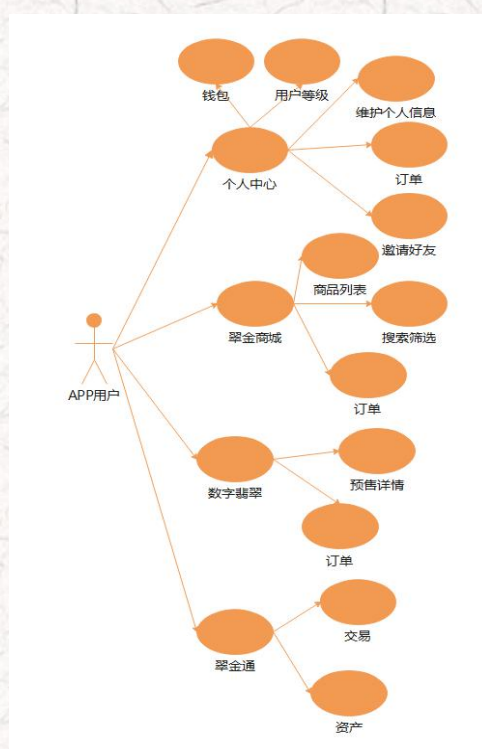 钱包
用户等级
维护个人信息
个人中心
订单
邀请好友
商品列表
翠金商城
搜索筛选
APP用户
订单
预售详情
数字翡翠
订单
交易
翠金通
资产